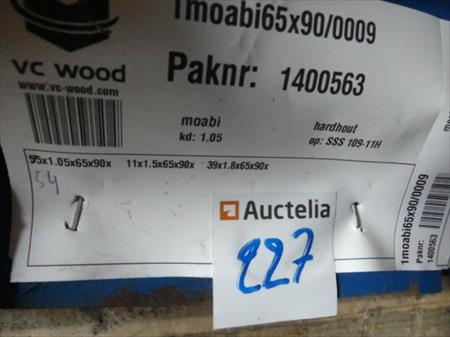 1moabi65x90/0009
VC WOOD
www.vc-wood.com
Paknr: 1400563
moabi
kd: 1.05
hardhout
op: SSS 109-11H
55x1.05x65x90x 11x1.5x65x90x 39x1.8x65x90x
54
Auctelia
227
1moabi65x90/0009
Paknr:
1400563